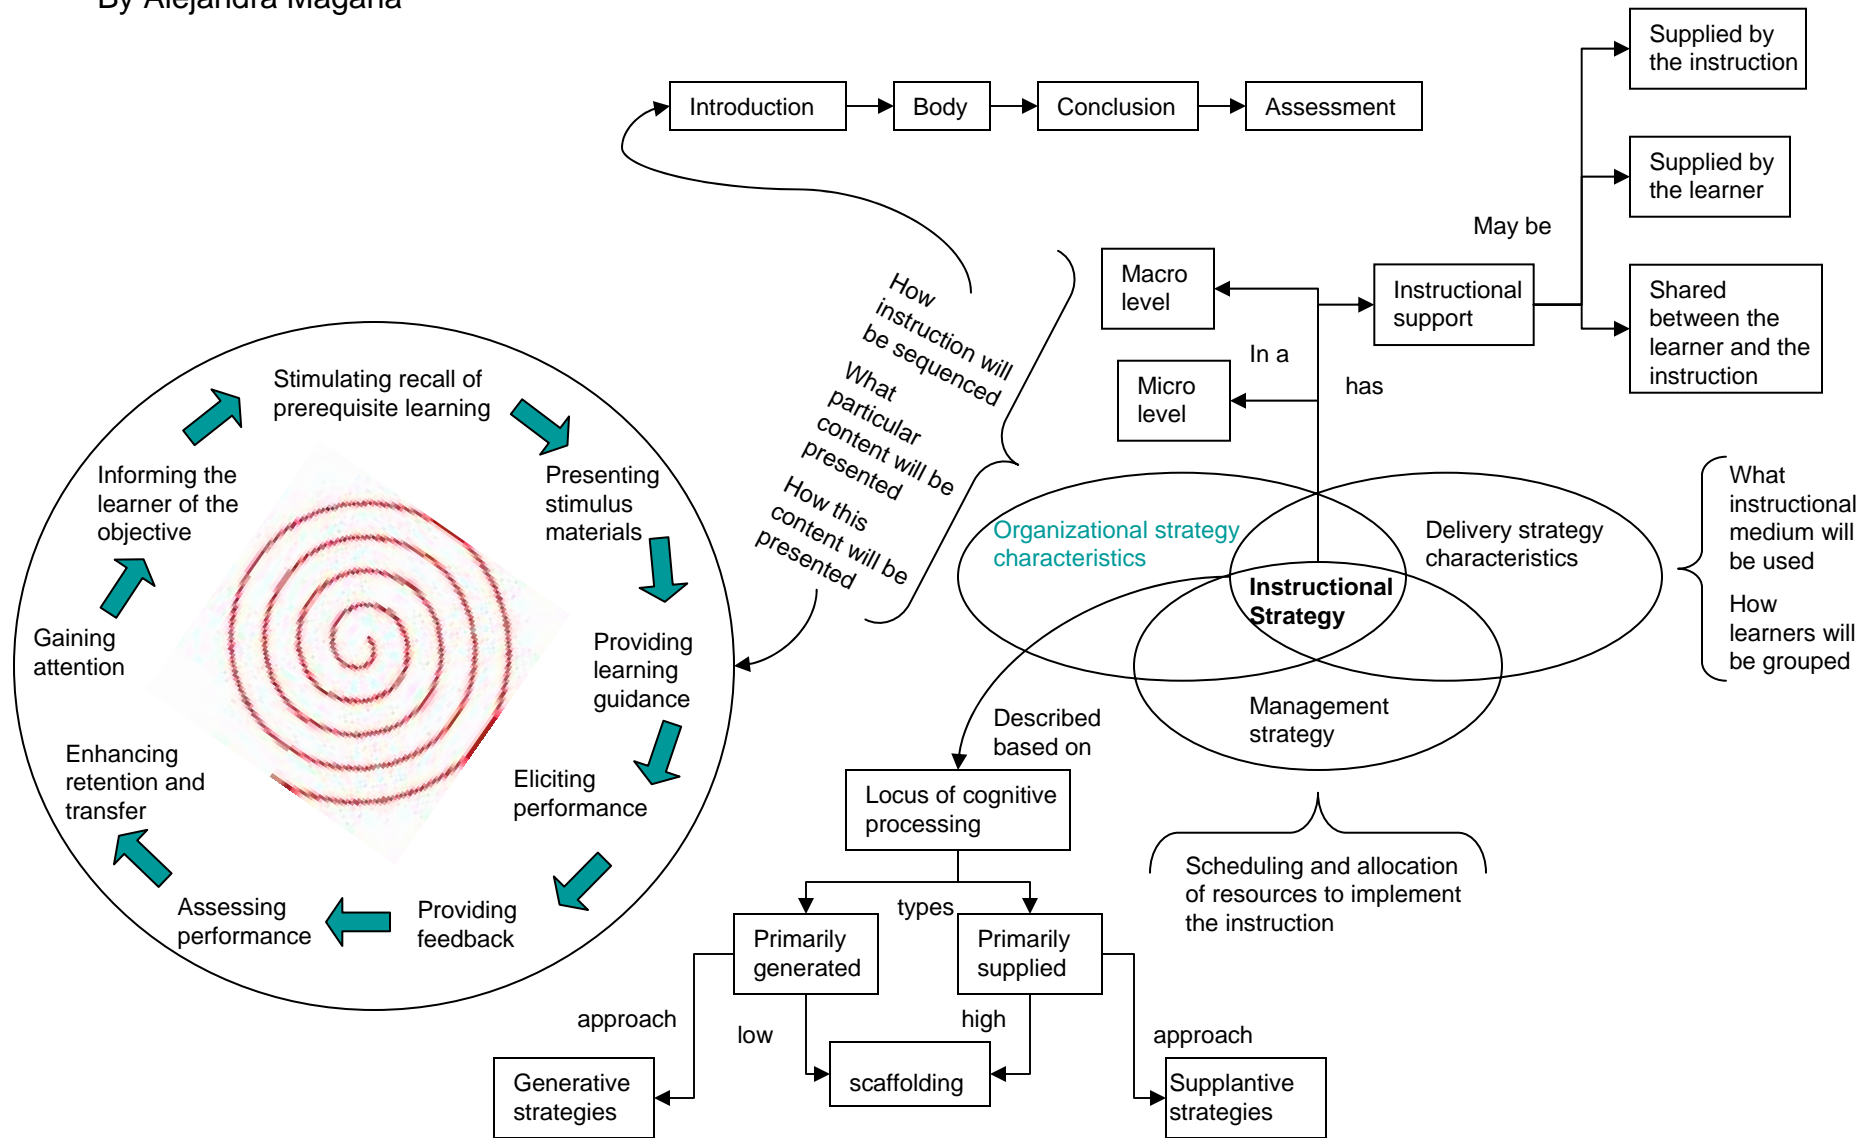 By Alejandra Magana
Supplied by
the instruction
Introduction
Body
Conclusion
Assessment
Supplied by
the learner
May be
Macro
level
Instructional
support
Shared
between the
learner and the
instruction
In a
has
Micro
level
How
instruction will
be sequenced
What
particular
content will be
presented
How this
content will be
presented
Stimulating recall of
prerequisite learning
Informing the
learner of the
objective
Presenting
stimulus
materials
Gaining
attention
Providing
learning
guidance
Enhancing
retention and
transfer
Eliciting
performance
Assessing
performance
Providing
feedback
Organizational strategy
characteristics
Delivery strategy
characteristics
Instructional
Strategy
Management
strategy
What
instructional
medium will
be used
How
learners will
be grouped
Described
based on
Locus of cognitive
processing
Scheduling and allocation
of resources to implement
the instruction
types
Primarily
generated
Primarily
supplied
approach
low
high
approach
Generative
strategies
scaffolding
Supplantive
strategies